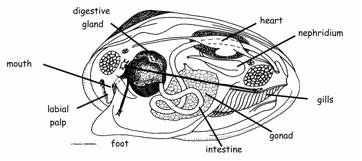 digestive
gland
heart
nephridium
mouth
labial
palp
gills
foot
gonad
intestine